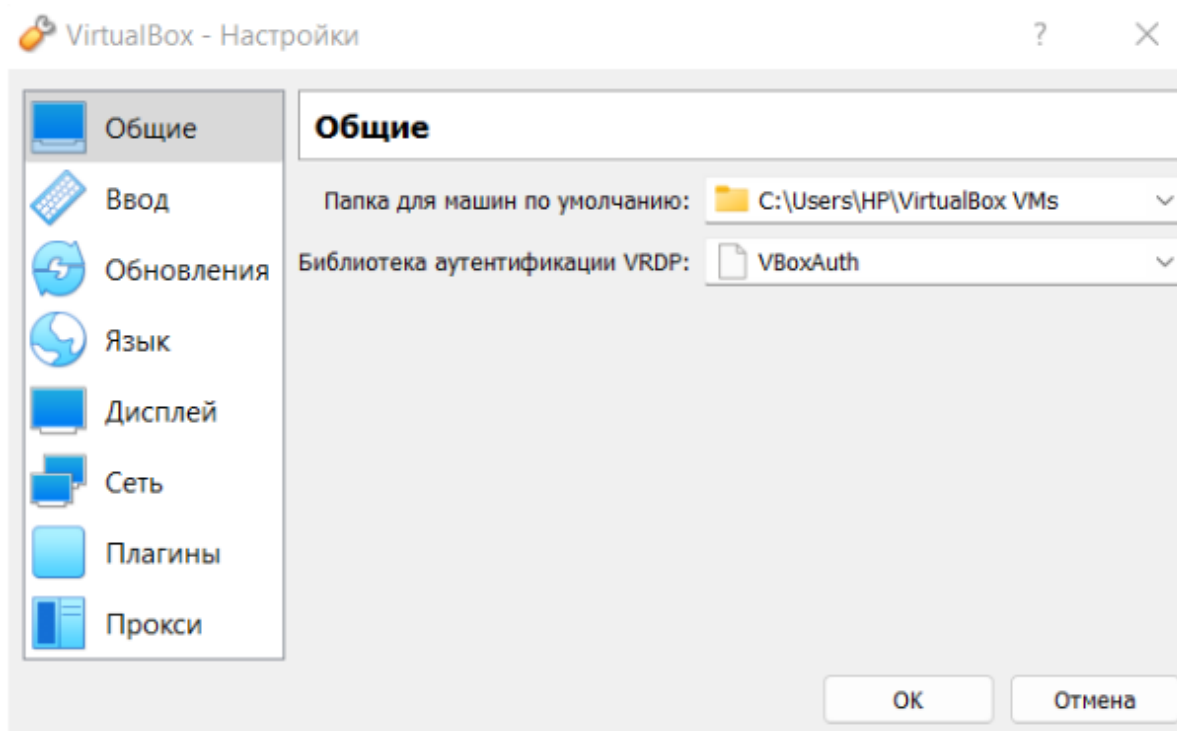 VirtualBox - Настройки
?
Общие
Ввод
Обновления
Язык
Дисплей
Сеть
Плагины
Прокси
Общие
Папка для машин по умолчанию: C:\Users\HP\VirtualBox VMs
Библиотека аутентификации VRDP: VBoxAuth
ОК
Отмена